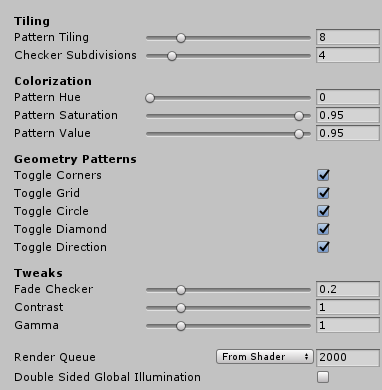 Tiling
Pattern Tiling 8
Checker Subdivisions 4
Colorization
Pattern Hue 0
Pattern Saturation 0.95
Pattern Value 0.95
Geometry Patterns
Toggle Corners
Toggle Grid
Toggle Circle
Toggle Diamond
Toggle Direction
Tweaks
Fade Checker 0.2
Contrast 1
Gamma 1
Render Queue From Shader 2000
Double Sided Global Illumination